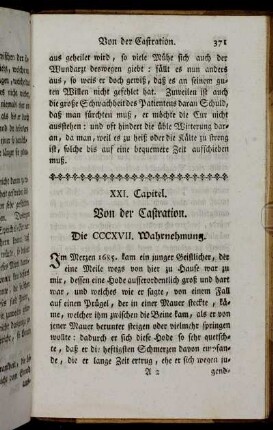 Von der Castration. 371
aus geheilet wird, so viele Mühe sich auch der
Wundarzt deswegen giebt: fällt es nun anders
aus, so weis er doch gewiß, daß es an seinem gu-
ten Willen nicht gefehlet hat. Zuweilen ist auch
die große Schwachheit des Patienten daran Schuld,
daß man fürchten muß, er möchte die Cur nicht
ausstehen: und oft hindert die üble Witterung dar-
an, da man, weil es zu heiß oder die Kälte zu streng
ist, solche bis auf eine bequemere Zeit aufschieben
muß.
XXI. Capitel.
Von der Castration.
Die CCCXVII. Wahrnehmung.
Im Merzen 1685. kam ein junger Geistlicher, der
eine Meile wegs von hier zu Hause war zu
mir, dessen eine Hode ausserordentlich groß und hart
war, und welches wie er sagte, von einem Fall
auf einen Prügel, der in einer Mauer steckte, kä-
me, welcher ihm zwischen die Beine kam, als er von
jener Mauer herunter steigen oder vielmehr springen
wollte: dadurch er sich diese Hode so sehr quetsche-
te, daß er die heftigsten Schmerzen davon empfan-
de, die er lange Zeit ertrug, ehe er sich wegen zu-
A a 2 gend-